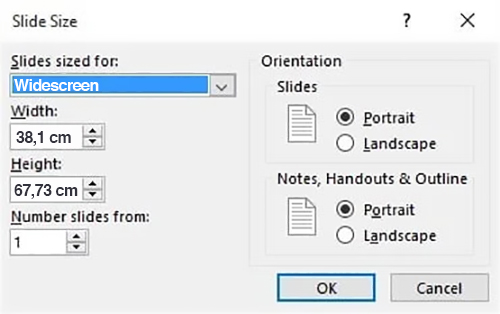 Slide Size
Slides sized for:
Widescreen
Width:
38,1 cm
Height:
67,73 cm
Number slides from:
1
Orientation
Slides
Portrait
Landscape
Notes, Handouts & Outline
Portrait
Landscape
OK
Cancel